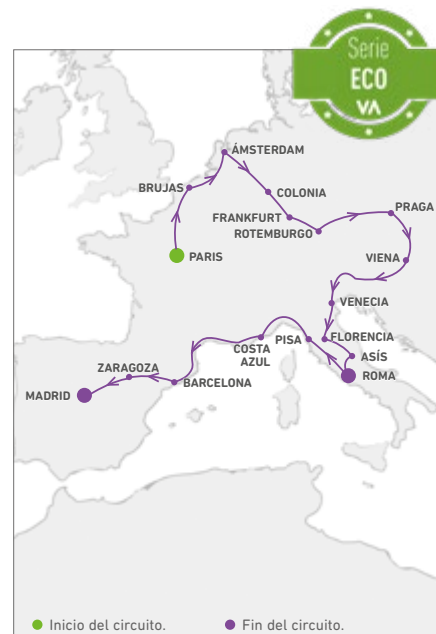 Serie
ECO
VA
ÁMSTERDAM
BRUJAS
COLONIA
FRANKFURT
PRAGA
ROTEMBURGO
PARIS
VIENA
VENECIA
FLORENCIA
PISA
COSTA
AZUL
ASÍS
ZARAGOZA
ROMA
BARCELONA
MADRID
Inicio del circuito.
Fin del circuito.